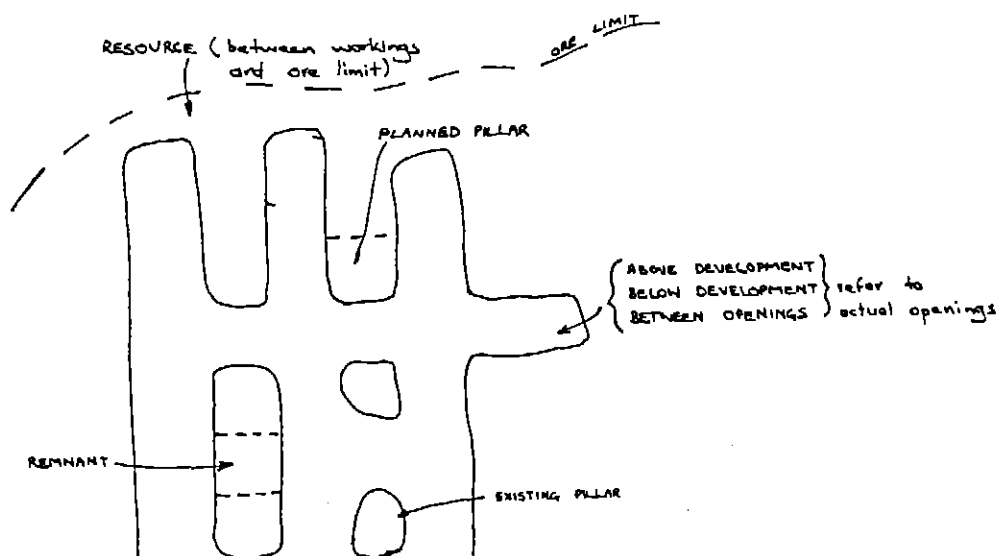 ORE LIMIT
RESOURCE (between workings
and ore limit)
PLANNED PILLAR
ABOVE DEVELOPMENT
BELOW DEVELOPMENT
BETWEEN OPENINGS
refer to
actual openings
REMNANT
EXISTING PILLAR